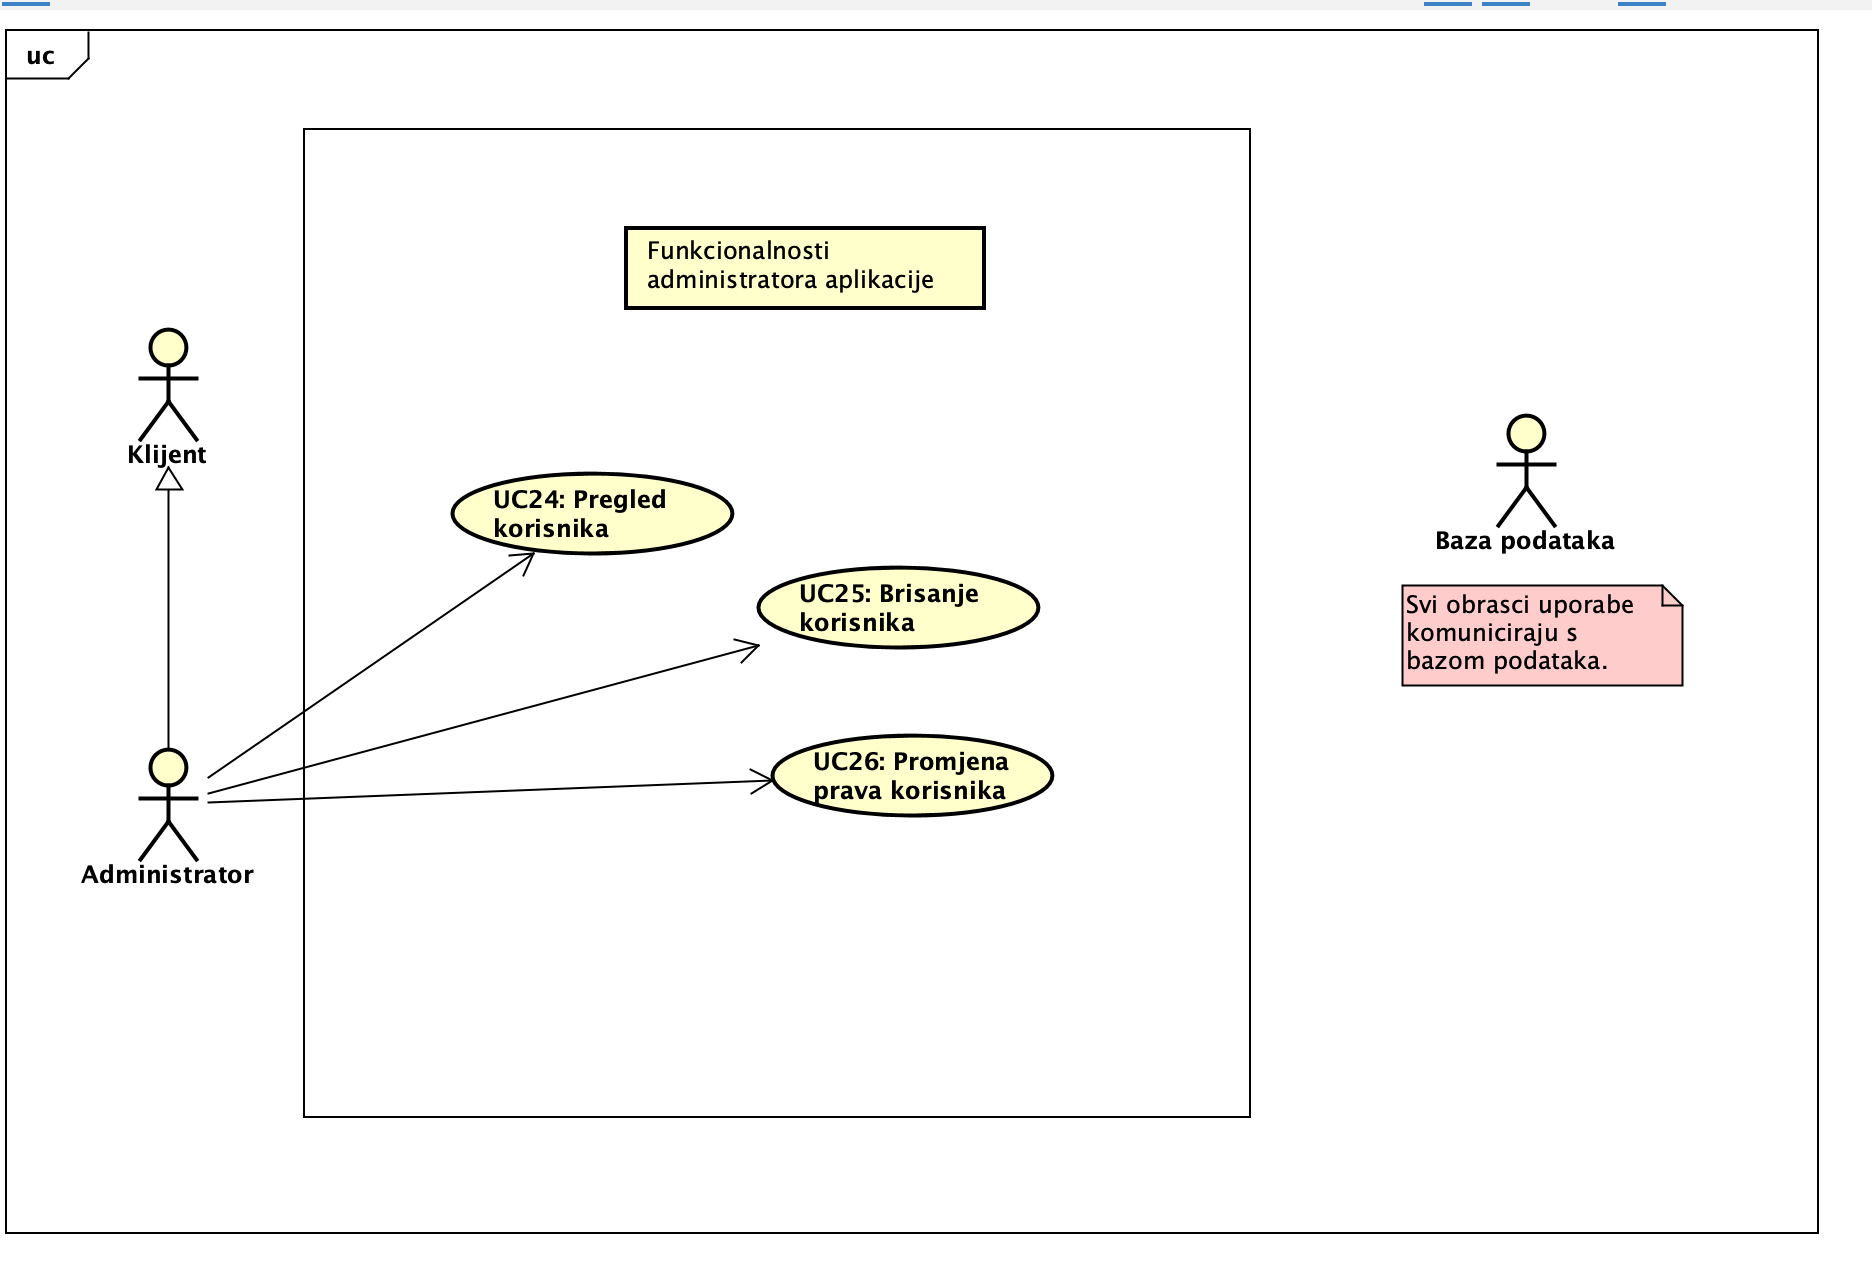 uc
Funkcionalnosti
administratora aplikacije
Klijent
UC24: Pregled
korisnika
Baza podataka
UC25: Brisanje
korisnika
Svi obrasci uporabe
komuniciraju s
bazom podataka.
UC26: Promjena
prava korisnika
Administrator